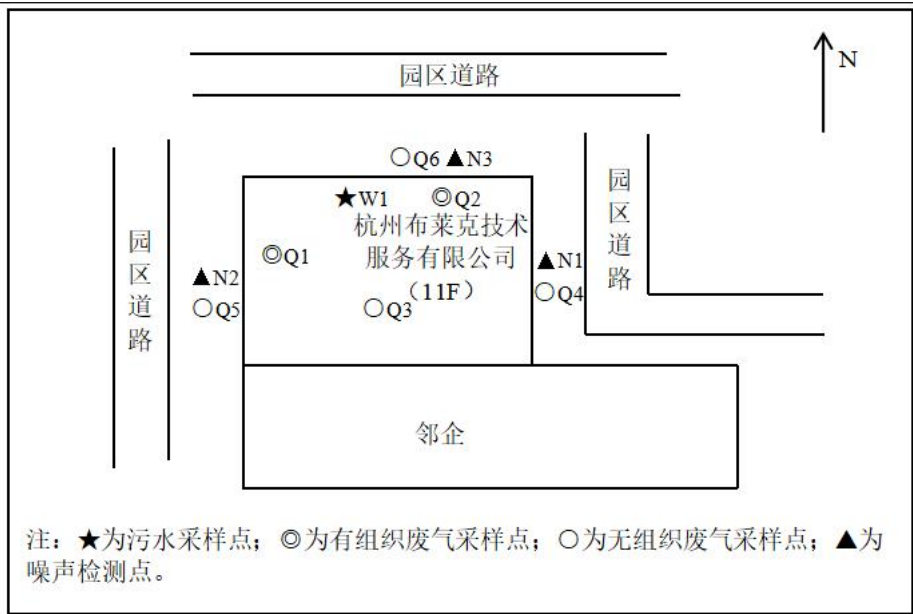 园区道路
N
○Q6 ▲N3
★W1 ◎Q2
杭州布莱克技术
服务有限公司
（11F）
◎Q1
○Q3
▲N2
○Q5
▲N1
○Q4
园区道路
园区道路
邻企
注：★为污水采样点；◎为有组织废气采样点；○为无组织废气采样点；▲为
噪声检测点。